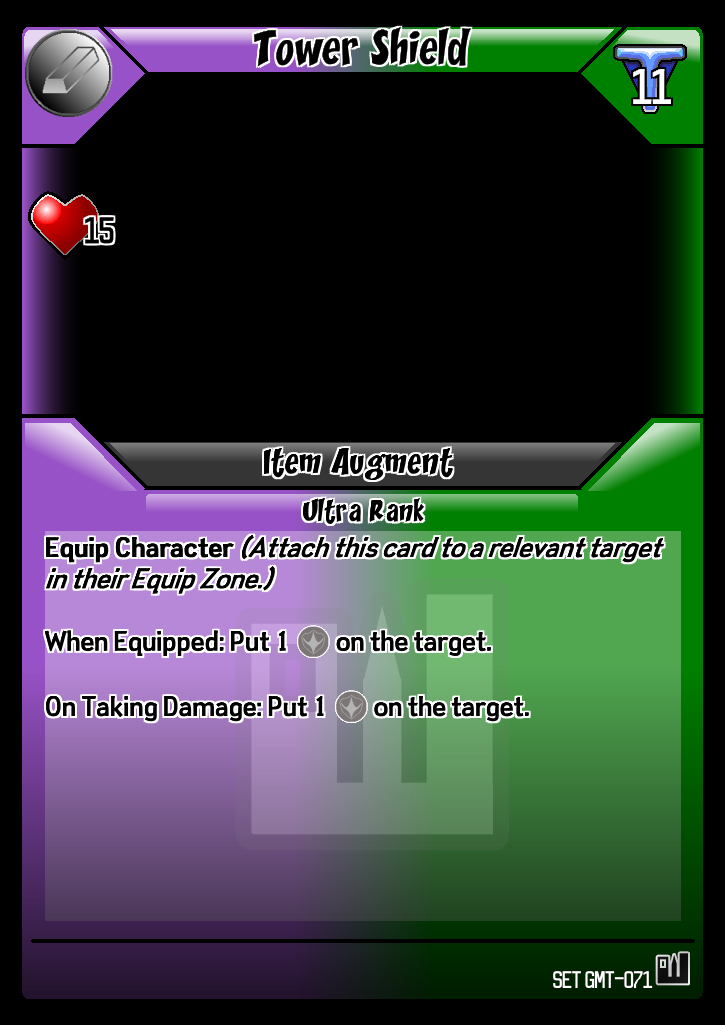 Tower Shield
11
15
Item Augment
Ultra Rank
Equip Character (Attach this card to a relevant target
in their Equip Zone.)
When Equipped: Put 1 on the target.
On Taking Damage: Put 1 on the target.
SET GMT-071